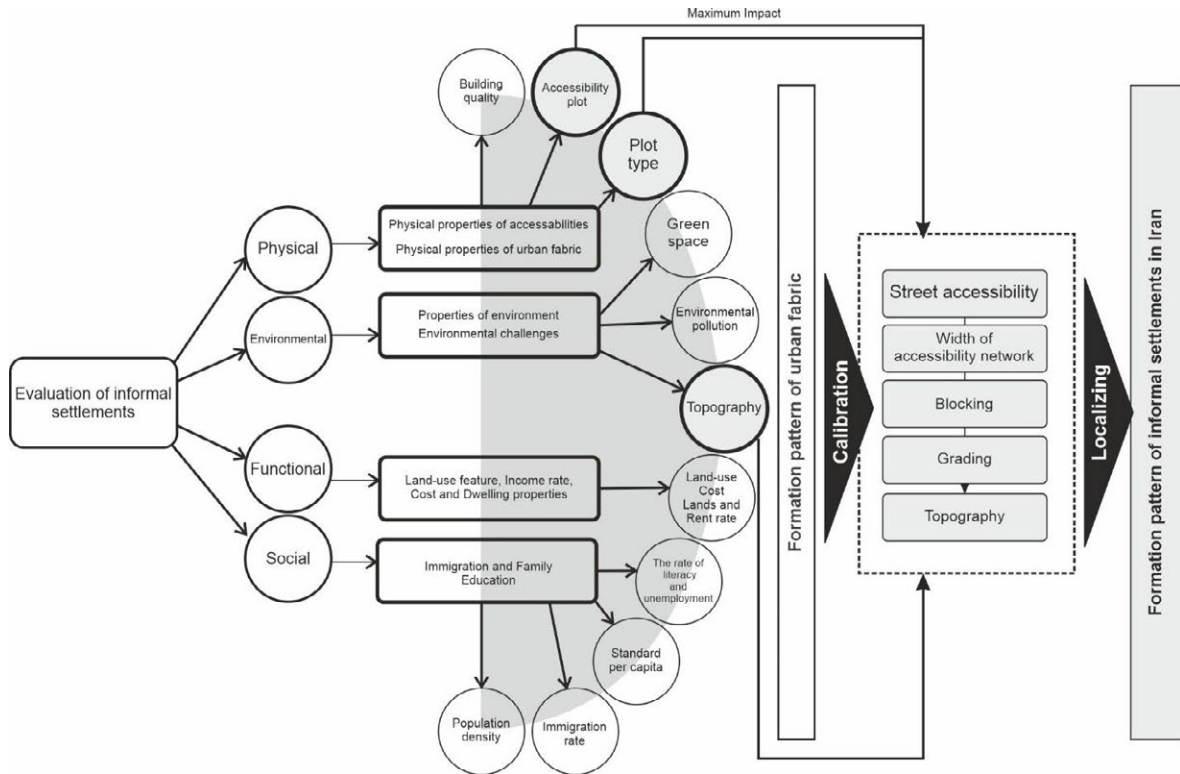 Maximum Impact
Building
quality
Accessibility
plot
Plot
type
Physical
Physical properties of accessabilities
Physical properties of urban fabric
Green
space
Environmental
Properties of environment
Environmental challenges
Environmental
pollution
Evaluation of informal
settlements
Topography
Functional
Land-use feature, Income rate,
Cost and Dwelling properties
Land-use
Cost
Lands and
Rent rate
Social
Immigration and Family
Education
The rate of
literacy
and
unemployment
Standard
per capita
Population
density
Immigration
rate
Formation pattern of urban fabric
Calibration
Street accessibility
Width of
accessibility network
Blocking
Grading
Topography
Localizing
Formation pattern of informal settlements in Iran